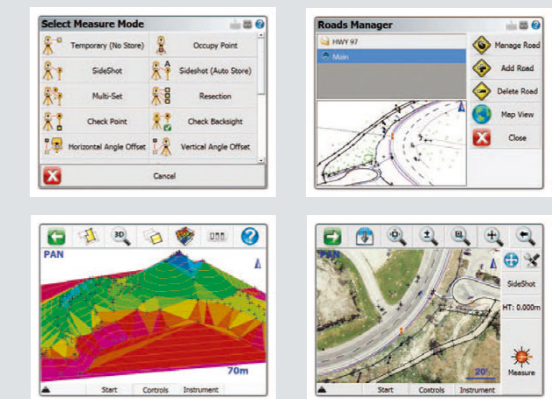 Select Measure Mode
Temporary (No Store)
Occupy Point
SideShot
Sideshot (Auto Store)
Multi-Set
Resection
Check Point
Check Backsight
Horizontal Angle Offset
Vertical Angle Offset
Cancel
Roads Manager
HWY 97
Main
Manage Road
Add Road
Delete Road
Map View
Close
3D
PAN
70m
Start Controls Instrument
PAN
SideShot
HT: 0.000m
Measure
20'
Start Controls Instrument